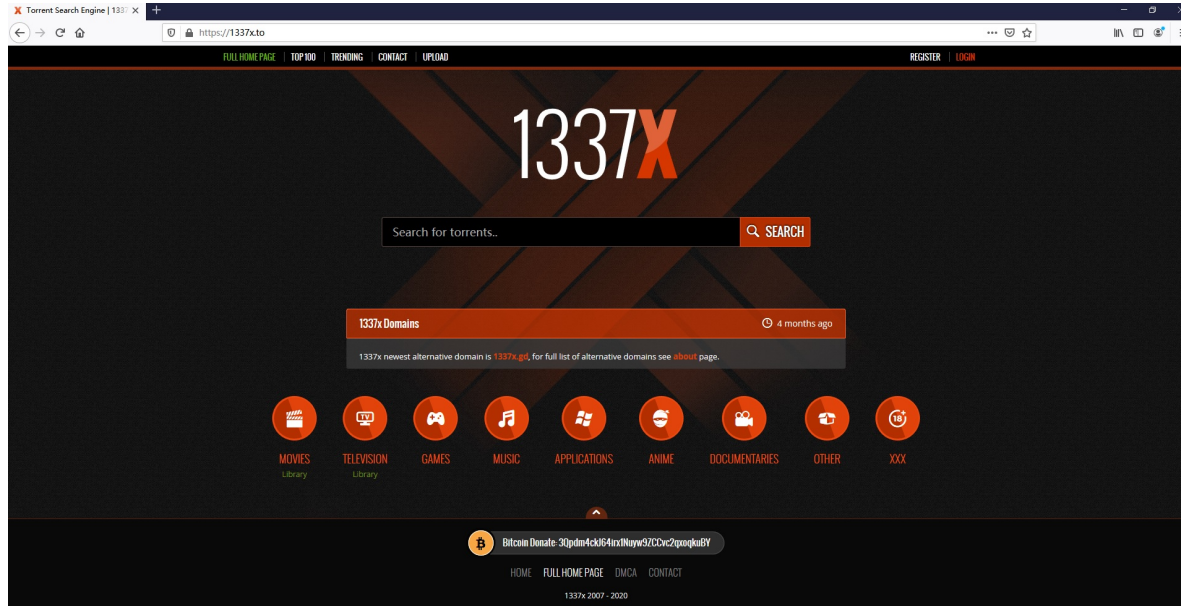 Torrent Search Engine | 133
https://1337x.to
FULL HOME PAGE | TOP 100 | TRENDING | CONTACT | UPLOAD
REGISTER | LOGIN
1337X
Search for torrents..
SEARCH
1337x Domains
4 months ago
1337x newest alternative domain is 1337x.gd, for full list of alternative domains see about page.
TV
18+
MOVIES TELEVISION GAMES MUSIC APPLICATIONS ANIME DOCUMENTARIES OTHER XXX
Library Library
Bitcoin Donate:
HOME FULL HOME PAGE DMCA CONTACT
1337x 2007 - 2020